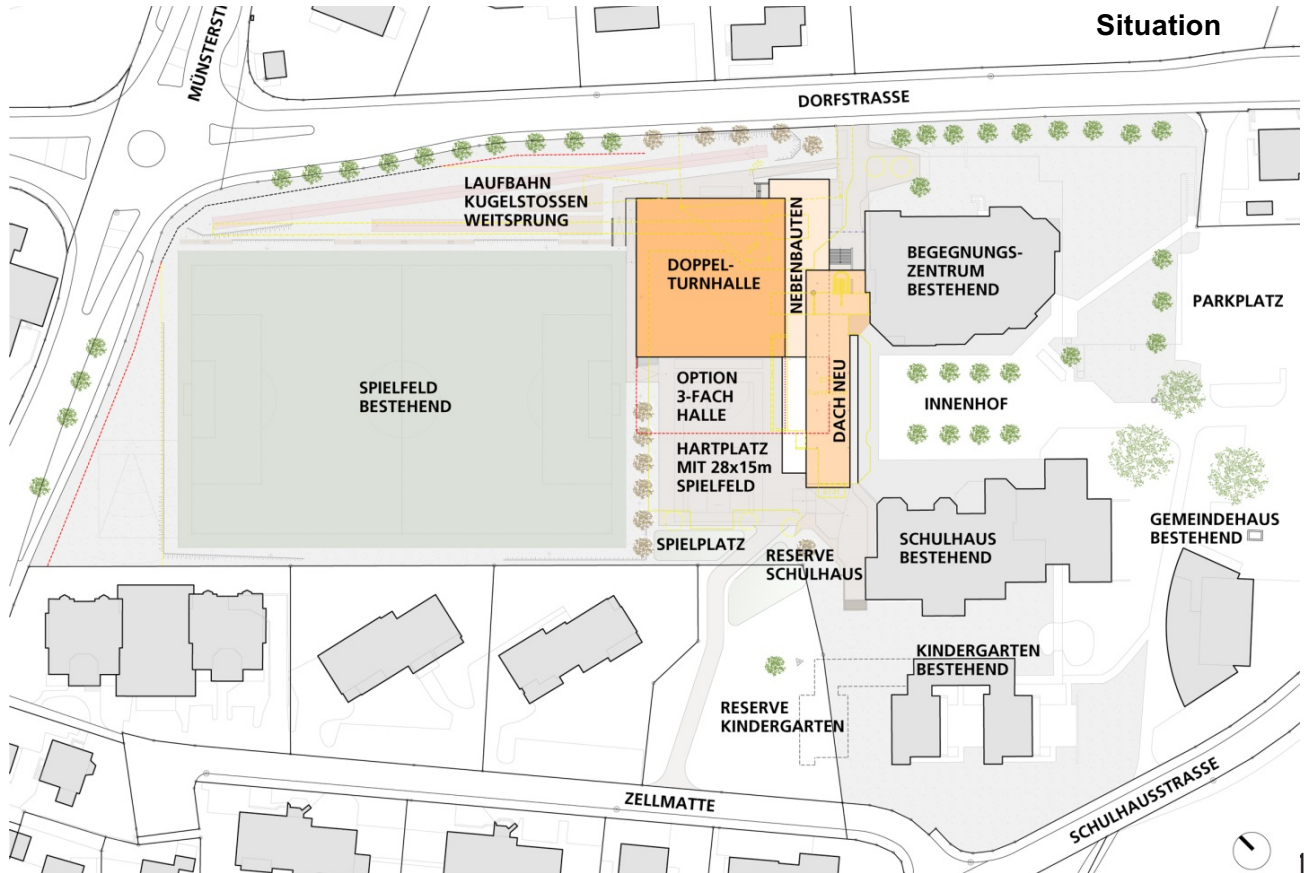 Situation
MÜNSTERST
DORFSTRASSE
LAUFBAHN
KUGELSTOSSEN
WEITSPRUNG
DOPPEL-
TURNHALLE
NEBENBAUTEN
BEGEGNUNGS-
ZENTRUM
BESTEHEND
PARKPLATZ
SPIELFELD
BESTEHEND
OPTION
3-FACH
HALLE
DACH NEU
INNENHOF
HARTPLATZ
MIT 28x15m
SPIELFELD
SPIELPLATZ
RESERVE
SCHULHAUS
SCHULHAUS
BESTEHEND
GEMEINDEHAUS
BESTEHEND
KINDERGARTEN
BESTEHEND
RESERVE
KINDERGARTEN
ZELLMATTE
SCHULHAUSSTRASSE